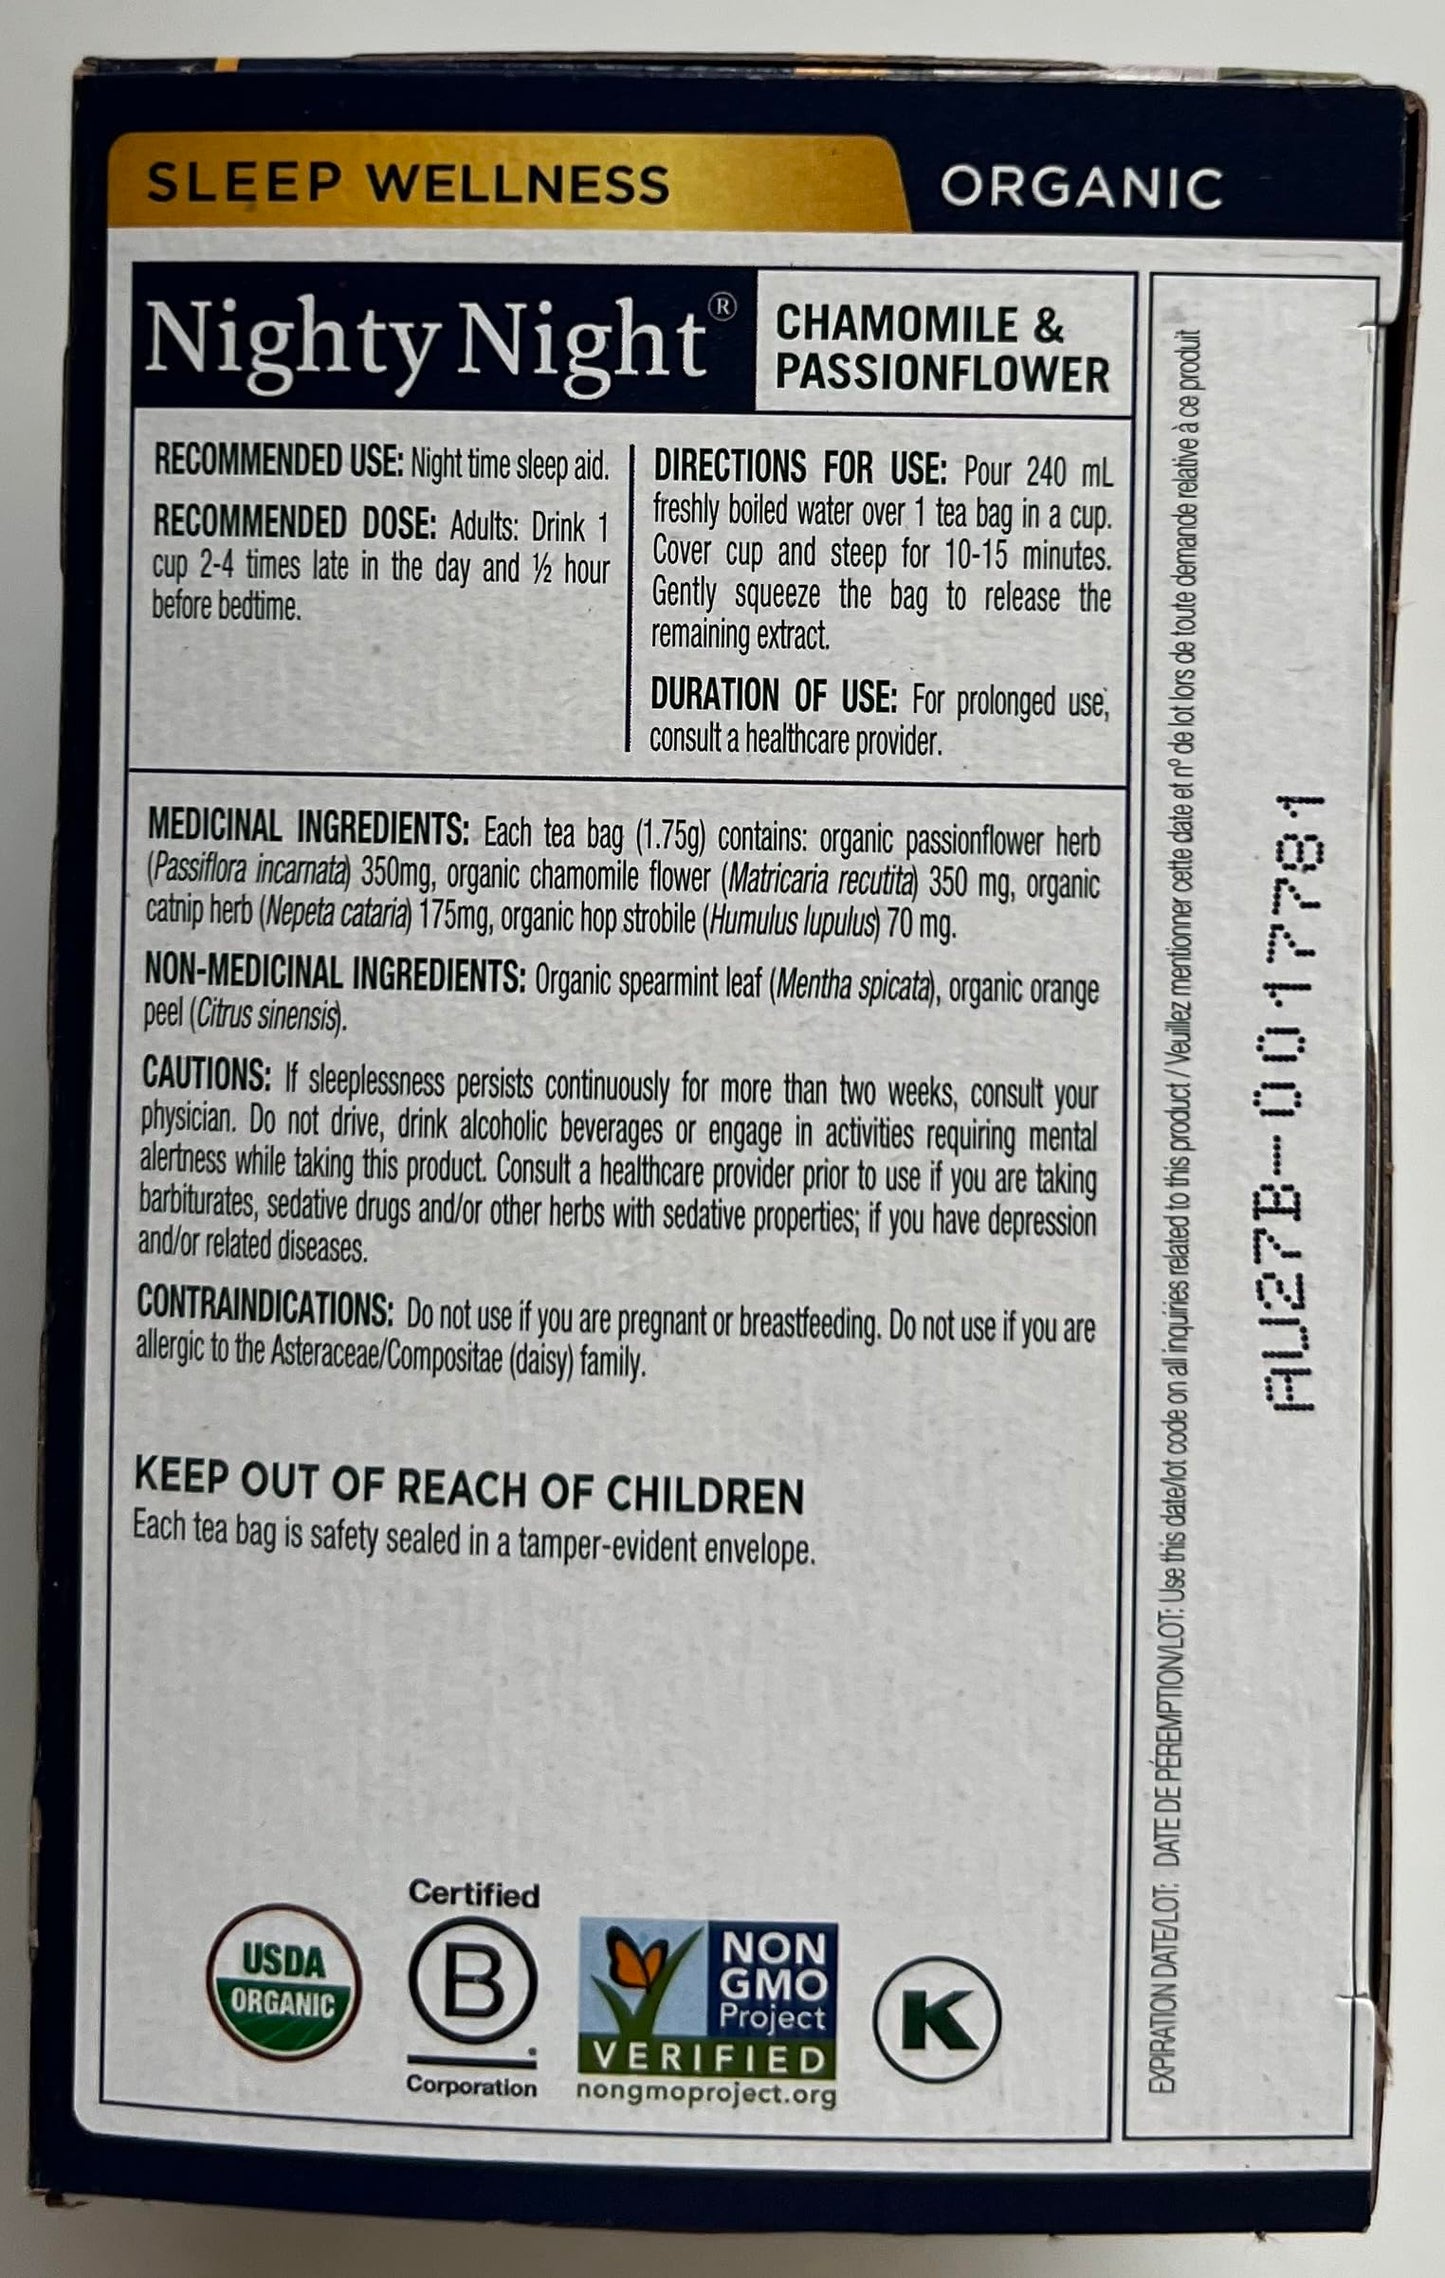 SLEEP WELLNESS
ORGANIC
Nighty Night®
CHAMOMILE &
PASSIONFLOWER
RECOMMENDED USE: Night time sleep aid.
RECOMMENDED DOSE: Adults: Drink 1
cup 2-4 times late in the day and ½ hour
before bedtime.
DIRECTIONS FOR USE: Pour 240 mL
freshly boiled water over 1 tea bag in a cup.
Cover cup and steep for 10-15 minutes.
Gently squeeze the bag to release the
remaining extract.
DURATION OF USE: For prolonged use,
consult a healthcare provider.
MEDICINAL INGREDIENTS: Each tea bag (1.75g) contains: organic passionflower herb
(Passiflora incarnata) 350mg, organic chamomile flower (Matricaria recutita) 350 mg, organic
catnip herb (Nepeta cataria) 175mg, organic hop strobile (Humulus lupulus) 70 mg.
NON-MEDICINAL INGREDIENTS: Organic spearmint leaf (Mentha spicata), organic orange
peel (Citrus sinensis).
CAUTIONS: If sleeplessness persists continuously for more than two weeks, consult your
physician. Do not drive, drink alcoholic beverages or engage in activities requiring mental
alertness while taking this product. Consult a healthcare provider prior to use if you are taking
barbiturates, sedative drugs and/or other herbs with sedative properties; if you have depression
and/or related diseases.
CONTRAINDICATIONS: Do not use if you are pregnant or breastfeeding. Do not use if you are
allergic to the Asteraceae/Compositae (daisy) family.
KEEP OUT OF REACH OF CHILDREN
Each tea bag is safety sealed in a tamper-evident envelope.
USDA
ORGANIC
Certified
B
Corporation
NON
GMO
Project
VERIFIED
nongmoproject.org
K
EXPIRATION DATE/LOT: DATE DE PÉREMPTION/LOT: Use this date/lot code on all inquiries related to this product / Veuillez mentionner cette date et nº de lot lors de toute demande relative à ce produit
AU27B-0017781